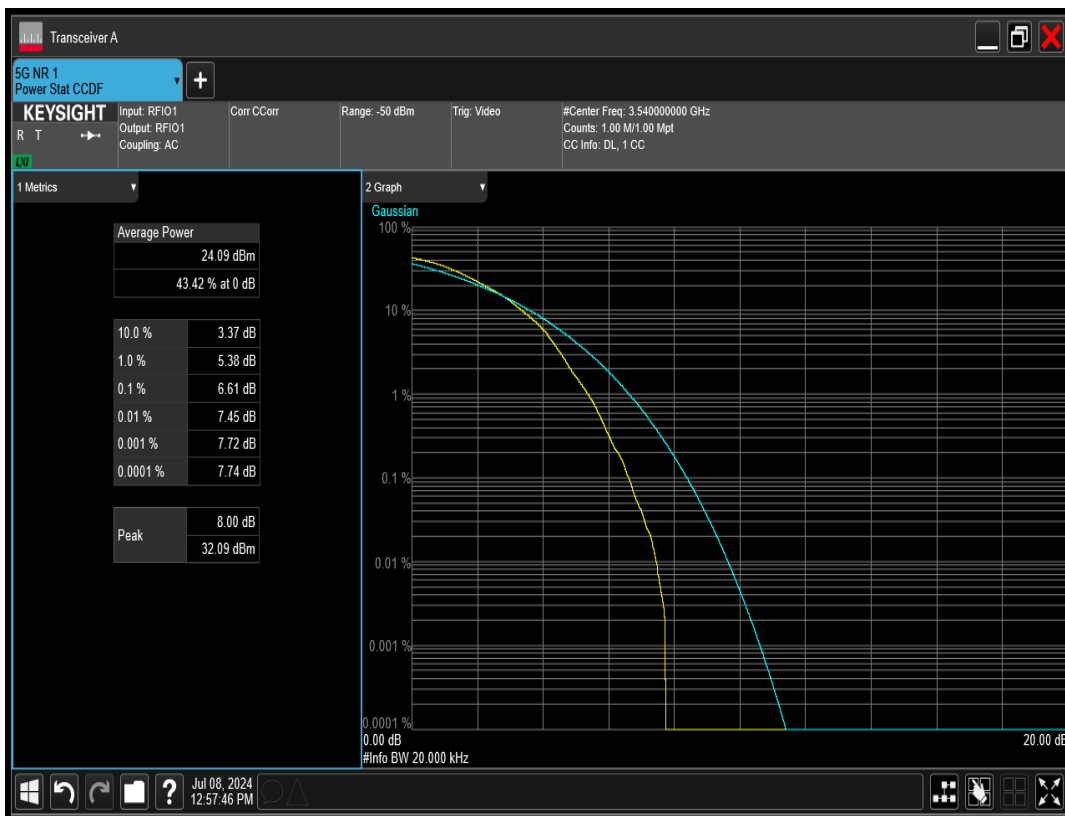 Transceiver A
5G NR 1
Power Stat CCDF
+
KEYSIGHT
R T
LXI
Input: RFIO1
Output: RFIO1
Coupling: AC
Corr CCorr
Range: -50 dBm
Trig: Video
#Center Freq: 3.540000000 GHz
Counts: 1.00 M/1.00 Mpt
CC Info: DL, 1 CC
1 Metrics
Average Power
24.09 dBm
43.42 % at 0 dB
10.0 % 3.37 dB
1.0 % 5.38 dB
0.1 % 6.61 dB
0.01 % 7.45 dB
0.001 % 7.72 dB
0.0001 % 7.74 dB
Peak
8.00 dB
32.09 dBm
2 Graph
Gaussian
100 %
10 %
1 %
0.1 %
0.01 %
0.001 %
0.0001 %
0.00 dB 20.00 dB
#Info BW 20.000 kHz
?
Jul 08, 2024
12:57:46 PM